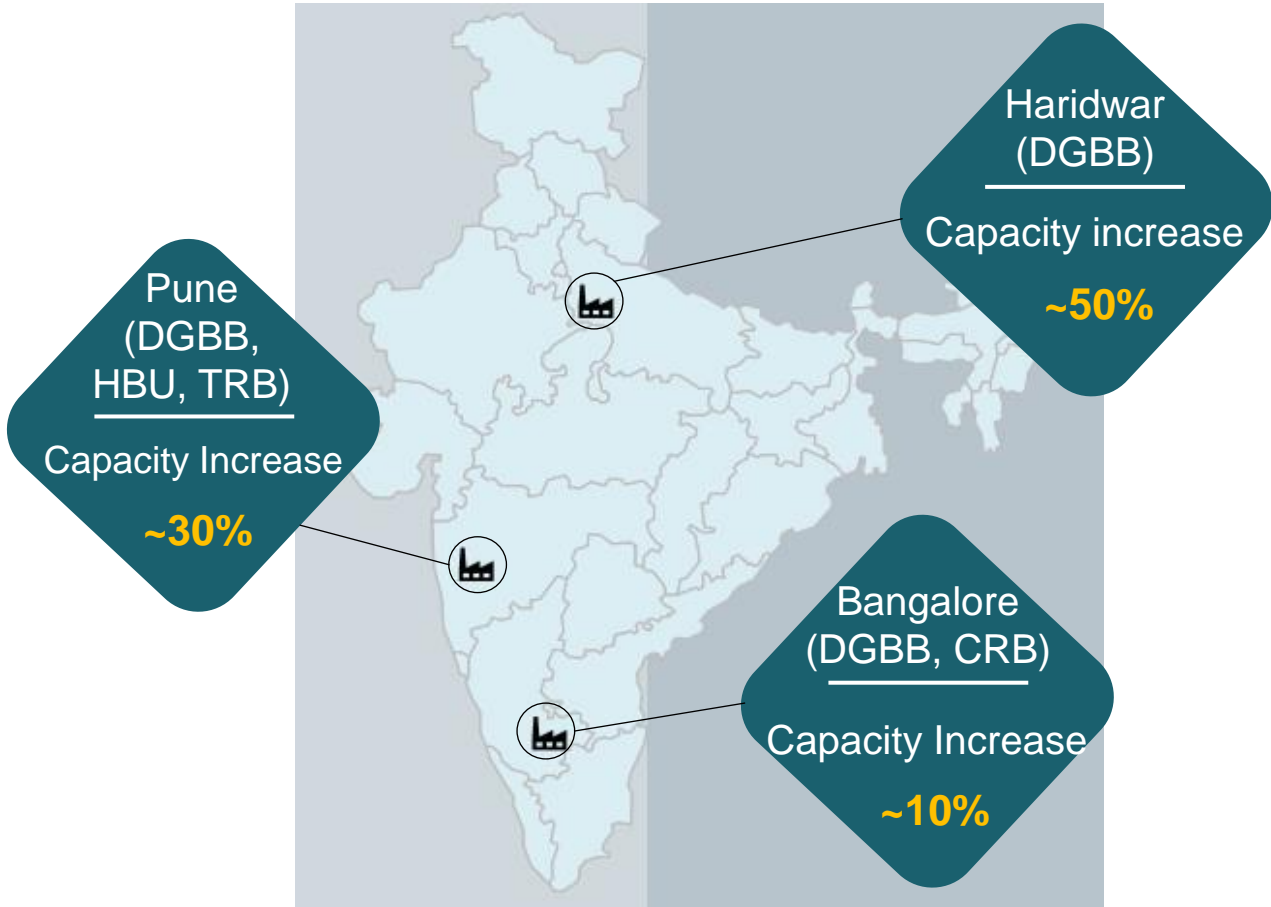 Haridwar
(DGBB)
Capacity increase
~50%
Pune
(DGBB,
HBU, TRB)
Capacity Increase
~30%
Bangalore
(DGBB, CRB)
Capacity Increase
~10%